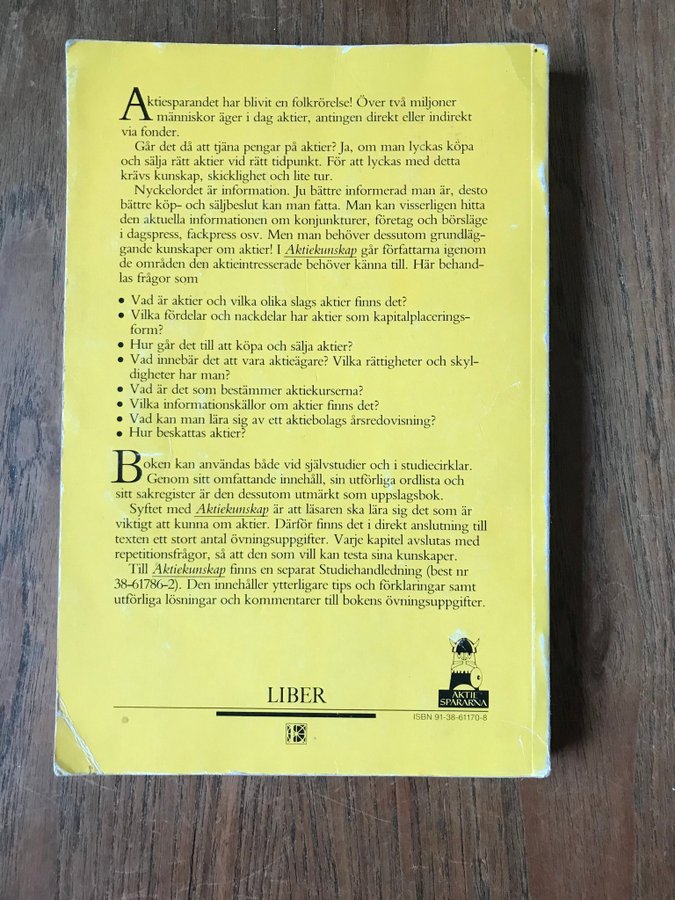 Aktiesparandet har blivit en folkrörelse! Över två miljoner
människor äger i dag aktier, antingen direkt eller indirekt
via fonder.
Går det då att tjäna pengar på aktier? Ja, om man lyckas köpa
och sälja rätt aktier vid rätt tidpunkt. För att lyckas med detta
krävs kunskap, skicklighet och lite tur.
Nyckelordet är information. Ju bättre informerad man är, desto
bättre köp- och säljbeslut kan man fatta. Man kan visserligen hitta
den aktuella informationen om konjunkturer, företag och börsläge
i dagspress, fackpress osv. Men man behöver dessutom grundläg-
gande kunskaper om aktier! I Aktiekunskap går författarna igenom
de områden den aktieintresserade behöver känna till. Här behand-
las frågor som
• Vad är aktier och vilka olika slags aktier finns det?
• Vilka fördelar och nackdelar har aktier som kapitalplacerings-
form?
• Hur går det till att köpa och sälja aktier?
• Vad innebär det att vara aktieägare? Vilka rättigheter och skyl-
digheter har man?
• Vad är det som bestämmer aktiekurserna?
• Vilka informationskällor om aktier finns det?
• Vad kan man lära sig av ett aktiebolags årsredovisning?
• Hur beskattas aktier?
Boken kan användas både vid självstudier och i studiecirklar.
Genom sitt omfattande innehåll, sin utförliga ordlista och
sitt sakregister är den dessutom utmärkt som uppslagsbok.
Syftet med Aktiekunskap är att läsaren ska lära sig det som är
viktigt att kunna om aktier. Därför finns det i direkt anslutning till
texten ett stort antal övningsuppgifter. Varje kapitel avslutas med
repetitionsfrågor, så att den som vill kan testa sina kunskaper.
Till Aktiekunskap finns en separat Studiehandledning (best nr
38-61786-2). Den innehåller ytterligare tips och förklaringar samt
utförliga lösningar och kommentarer till bokens övningsuppgifter.
LIBER
AKTIE
SPARARNA
ISBN 91-38-61170-8